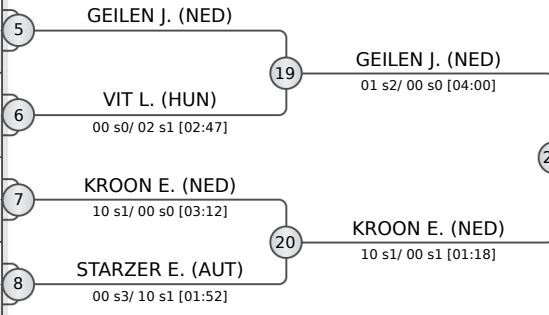 GEILEN J. (NED)
5
19
GEILEN J. (NED)
01 s2/ 00 s0 [04:00]
VIT L. (HUN)
6
00 s0/ 02 s1 [02:47]
2
KROON E. (NED)
7
10 s1/ 00 s0 [03:12]
20
KROON E. (NED)
10 s1/ 00 s1 [01:18]
STARZER E. (AUT)
8
00 s3/ 10 s1 [01:52]